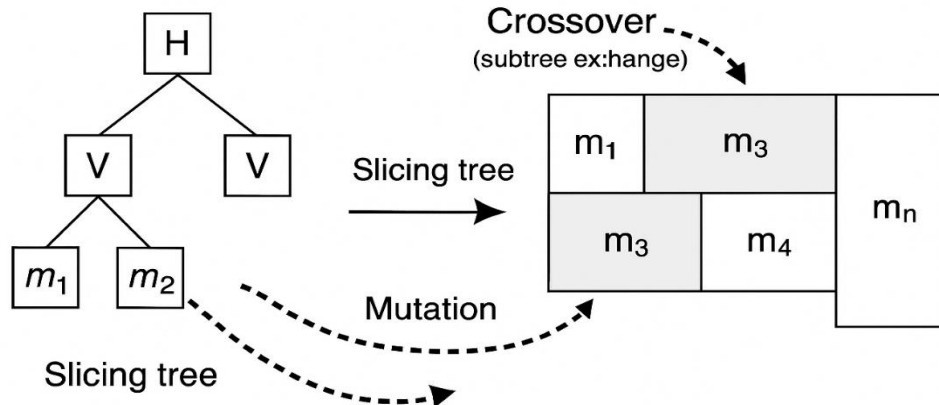 H
V V
m1 m2
Slicing tree
Slicing tree
Mutation
Crossover
(subtree ex:hange)
m1 m3 mn
m3 m4